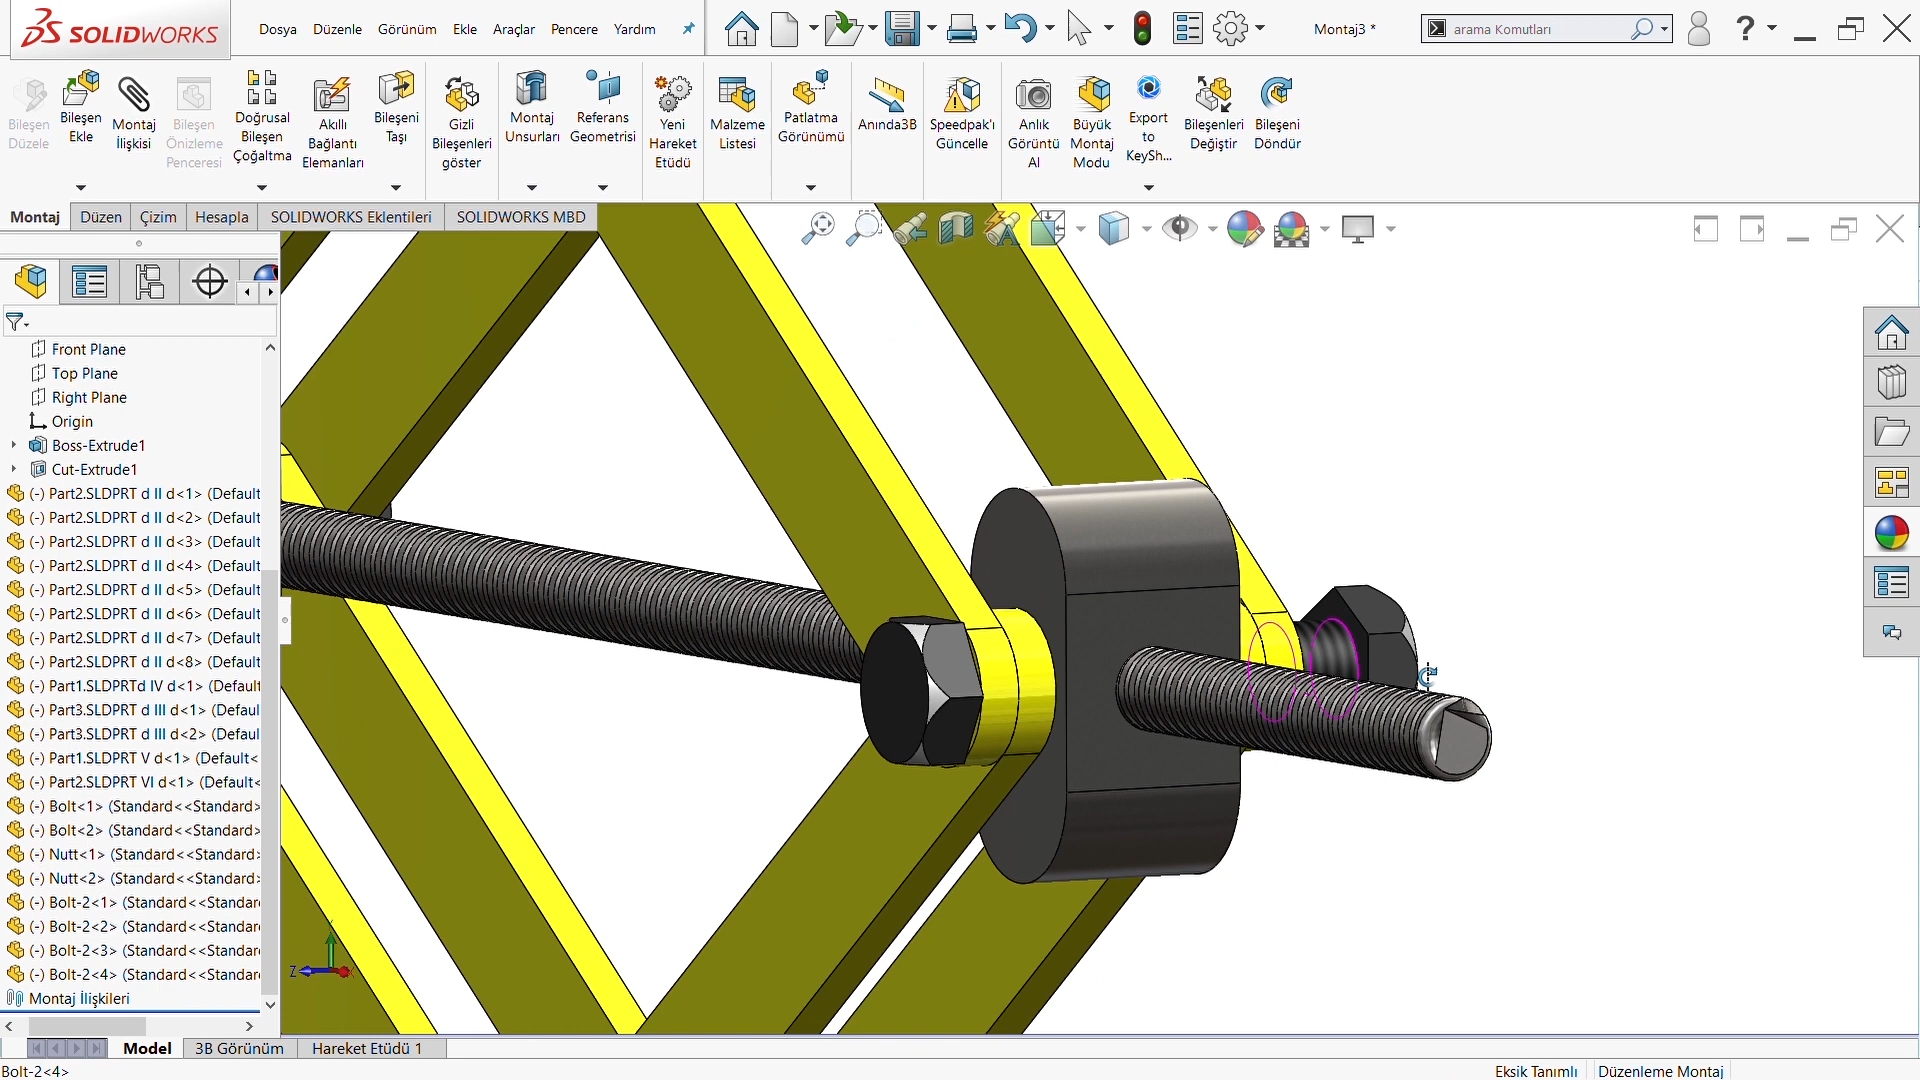 SOLIDWORKS
Dosya Düzenle Görünüm Ekle Araçlar Pencere Yardım
Montaj3 *
arama Komutları
Bileşen Düzele
Bileşen Ekle
Montaj İlişkisi
Bileşen Önizleme Penceresi
Doğrusal Bileşen Çoğaltma
Akıllı Bağlantı Elemanları
Bileşeni Taşı
Gizli Bileşenleri göster
Montaj Unsurları
Referans Geometrisi
Yeni Hareket Etüdü
Malzeme Listesi
Patlatma Görünümü
Anında3B
Speedpak'ı Güncelle
Anlık Görüntü Al
Büyük Montaj Modu
Export to KeySh...
Bileşenleri Değiştir
Bileşeni Döndür
Montaj Düzen Çizim Hesapla SOLIDWORKS Eklentileri SOLIDWORKS MBD
Front Plane
Top Plane
Right Plane
Origin
Boss-Extrude1
Cut-Extrude1
(-) Part2.SLDPRT d II d<1> (Default
(-) Part2.SLDPRT d II d<2> (Default
(-) Part2.SLDPRT d II d<3> (Default
(-) Part2.SLDPRT d II d<4> (Default
(-) Part2.SLDPRT d II d<5> (Default
(-) Part2.SLDPRT d II d<6> (Default
(-) Part2.SLDPRT d II d<7> (Default
(-) Part2.SLDPRT d II d<8> (Default
(-) Part1.SLDPRTd IV d<1> (Default
(-) Part3.SLDPRT d III d<1> (Defaul
(-) Part3.SLDPRT d III d<2> (Defaul
(-) Part1.SLDPRT V d<1> (Default<
(-) Part2.SLDPRT VI d<1> (Default<
(-) Bolt<1> (Standard<<Standard>
(-) Bolt<2> (Standard<<Standard>
(-) Nutt<1> (Standard<<Standard>
(-) Nutt<2> (Standard<<Standard>
(-) Bolt-2<1> (Standard<<Standar
(-) Bolt-2<2> (Standard<<Standar
(-) Bolt-2<3> (Standard<<Standar
(-) Bolt-2<4> (Standard<<Standar
Montaj İlişkileri
Z
Model 3B Görünüm Hareket Etüdü 1
Bolt-2<4>
Eksik Tanımlı Düzenleme Montaj